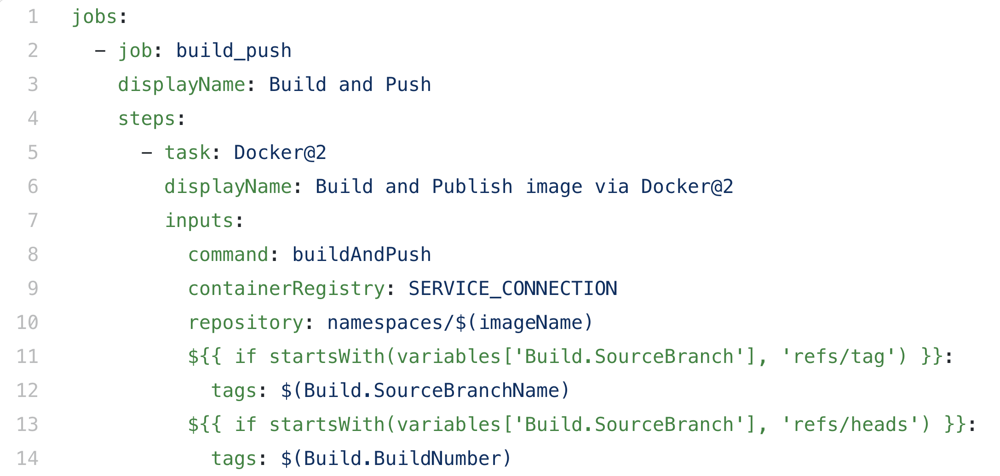 1 jobs:
2   - job: build_push
3     displayName: Build and Push
4     steps:
5       - task: Docker@2
6         displayName: Build and Publish image via Docker@2
7         inputs:
8           command: buildAndPush
9           containerRegistry: SERVICE_CONNECTION
10           repository: namespaces/$(imageName)
11           ${{ if startsWith(variables['Build.SourceBranch'], 'refs/tag') }}:
12             tags: $(Build.SourceBranchName)
13           ${{ if startsWith(variables['Build.SourceBranch'], 'refs/heads') }}:
14             tags: $(Build.BuildNumber)